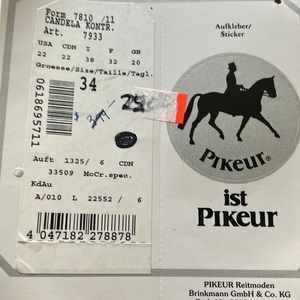 Form 7810 /11
CANDELA KONTR.
Art. 7933
USA CDN I F GB
22 22 38 32 20
Groesse/Size/Taille/Tagl.
34
0618695711
Auft 1325/ 6 CDN
33509 McCr.spec.
KdAu
A/010 L 22552 / 6
4 047182 278878
Aufkleber/
Sticker
PIKEUR®
ist
PIKEUR
PIKEUR Reitmoden
Brinkmann GmbH & Co. KG